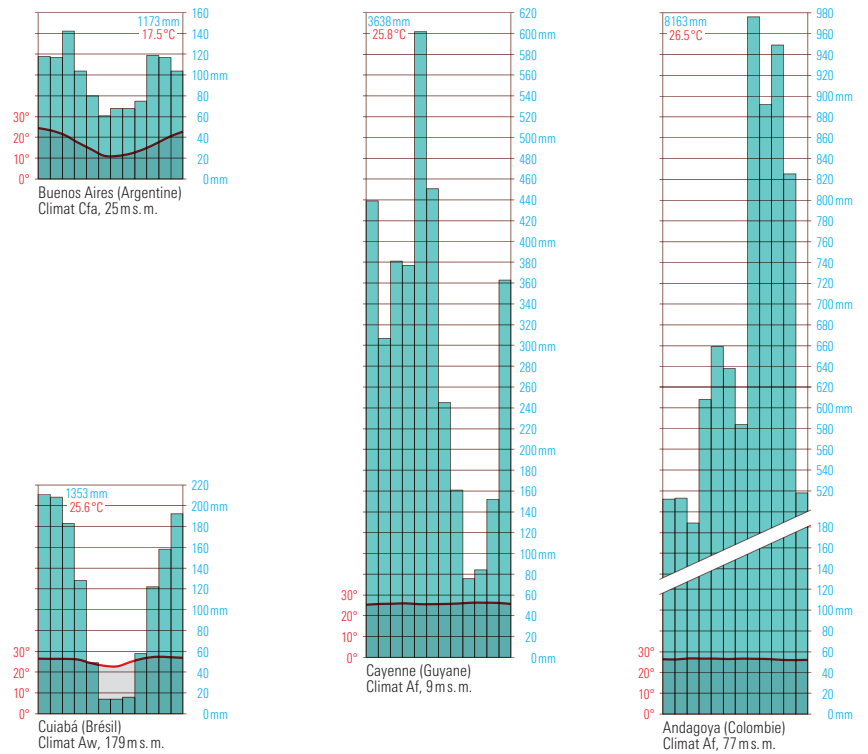 160
1173 mm
140
17.5 °C
120
100 mm
80
30° 60
20° 40
10° 20
0° 0 mm
Buenos Aires (Argentine)
Climat Cfa, 25 m s. m.
620
3638 mm
600 mm
25.8 °C
580
560
540
520
500 mm
480
460
440
420
400 mm
380
360
340
320
300 mm
280
260
240
220
200 mm
180
160
140
120
100 mm
80
30° 60
20° 40
10° 20
0° 0 mm
Cayenne (Guyane)
Climat Af, 9 m s. m.
980
8163 mm
960
26.5 °C
940
920
900 mm
880
860
840
820
800 mm
780
760
740
720
700 mm
680
660
640
620
600 mm
580
560
540
520
180
160
140
120
100 mm
80
30° 60
20° 40
10° 20
0° 0 mm
Andagoya (Colombie)
Climat Af, 77 m s. m.
220
1353 mm
200 mm
25.6 °C
180
160
140
120
100 mm
80
30° 60
20° 40
10° 20
0° 0 mm
Cuiabá (Brésil)
Climat Aw, 179 m s. m.